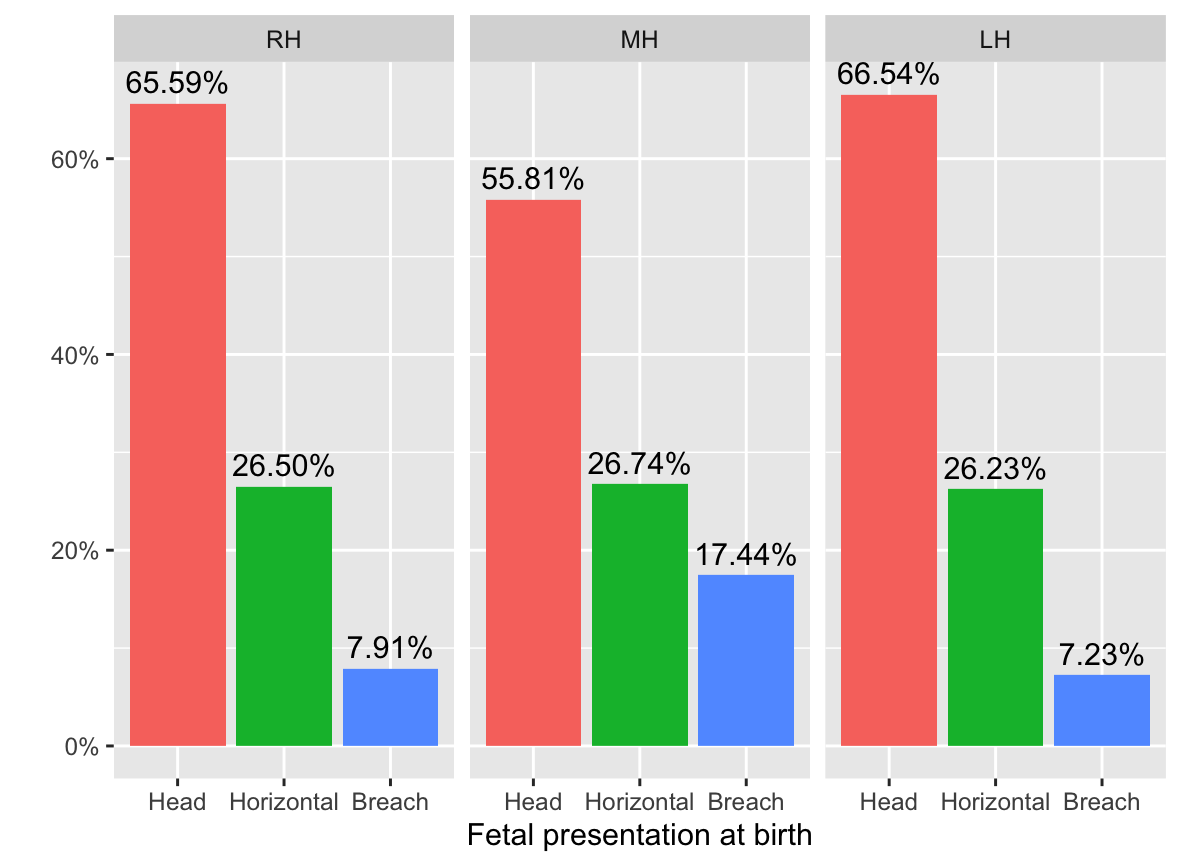 RH MH LH
65.59% 66.54%
60%
55.81%
40%
26.50% 26.74% 26.23%
20%
17.44%
7.91% 7.23%
0%
Head Horizontal Breach Head Horizontal Breach Head Horizontal Breach
Fetal presentation at birth